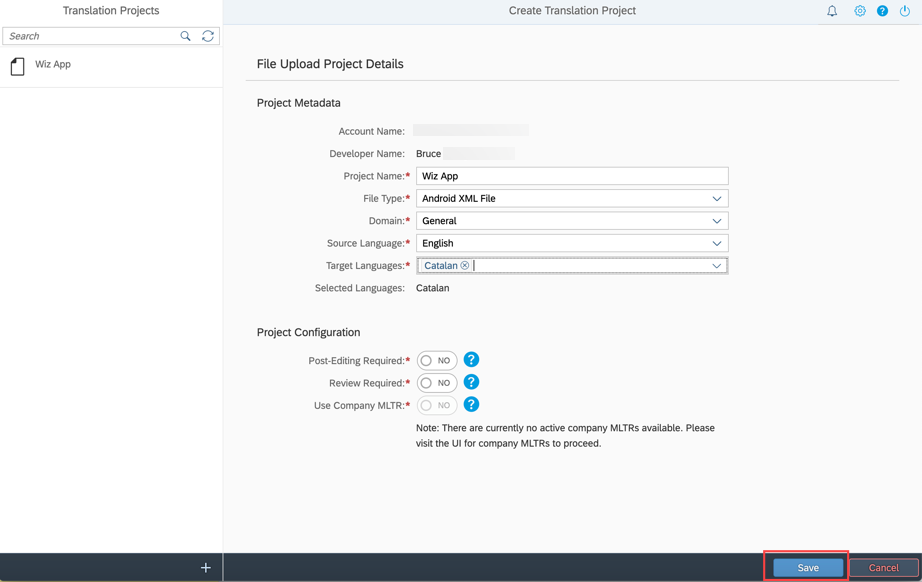 Translation Projects
Create Translation Project
?
Search
Wiz App
File Upload Project Details
Project Metadata
Account Name:
Developer Name: Bruce
Project Name:* Wiz App
File Type:* Android XML File
Domain:* General
Source Language:* English
Target Languages:* Catalan
Selected Languages: Catalan
Project Configuration
Post-Editing Required:* NO ?
Review Required:* NO ?
Use Company MLTR:* NO ?
Note: There are currently no active company MLTRs available. Please
visit the UI for company MLTRs to proceed.
+
Save
Cancel